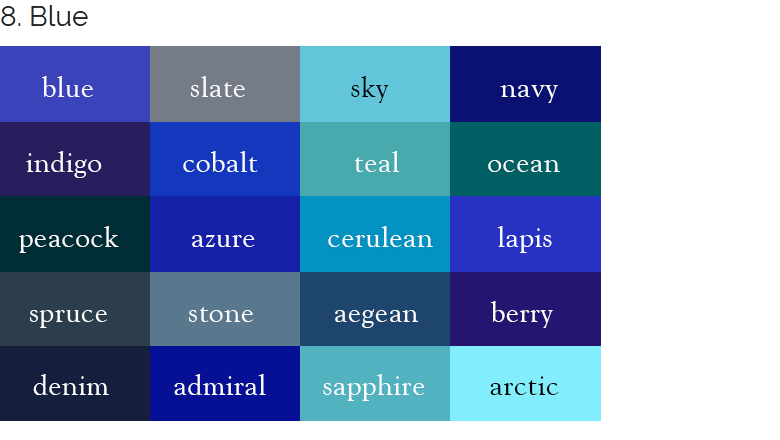 8. Blue
blue slate sky navy
indigo cobalt teal ocean
peacock azure cerulean lapis
spruce stone aegean berry
denim admiral sapphire arctic